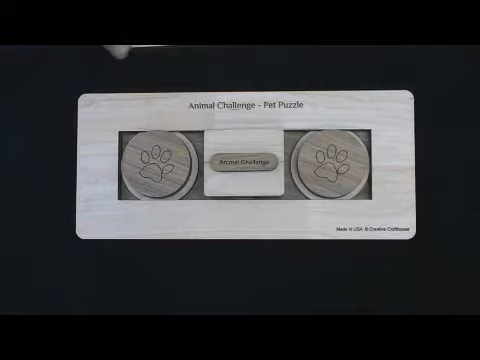 Animal Challenge - Pet Puzzle
Animal Challenge
Made in USA © Creative Crafthouse